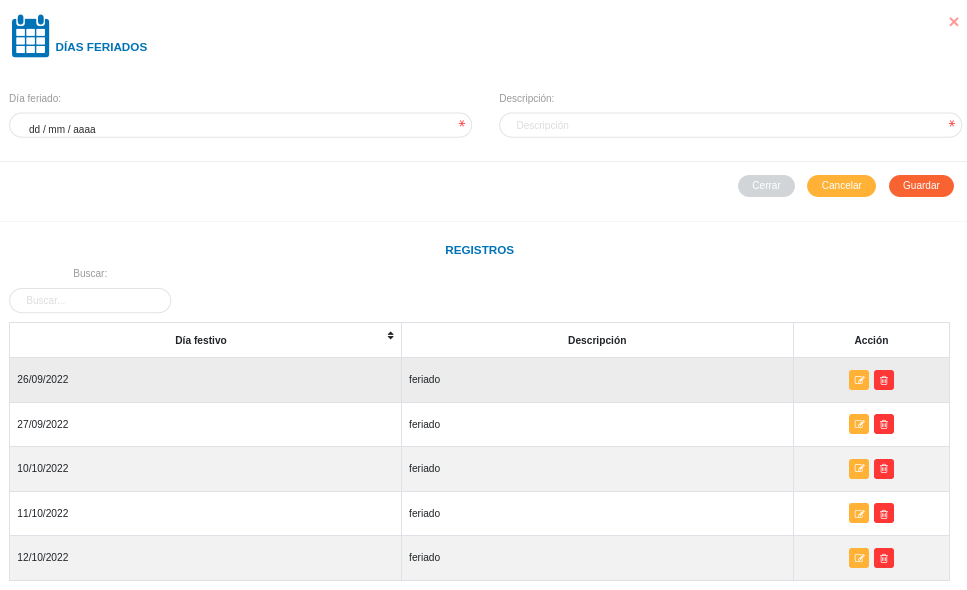 DÍAS FERIADOS
Día feriado:
Descripción:
dd / mm / aaaa *
Descripción *
Cerrar Cancelar Guardar
REGISTROS
Buscar:
Buscar...
Día festivo Descripción Acción
26/09/2022 feriado
27/09/2022 feriado
10/10/2022 feriado
11/10/2022 feriado
12/10/2022 feriado